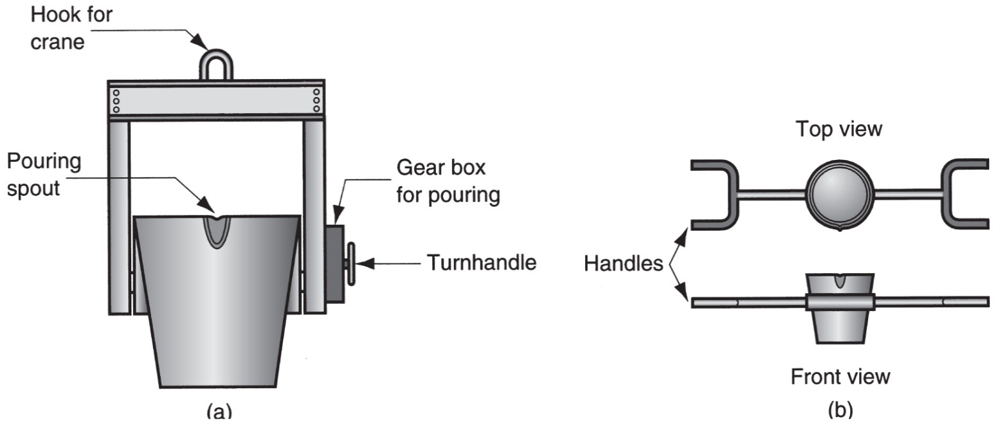 Hook for
crane
Pouring
spout
Gear box
for pouring
Turnhandle
(a)
Top view
Handles
Front view
(b)